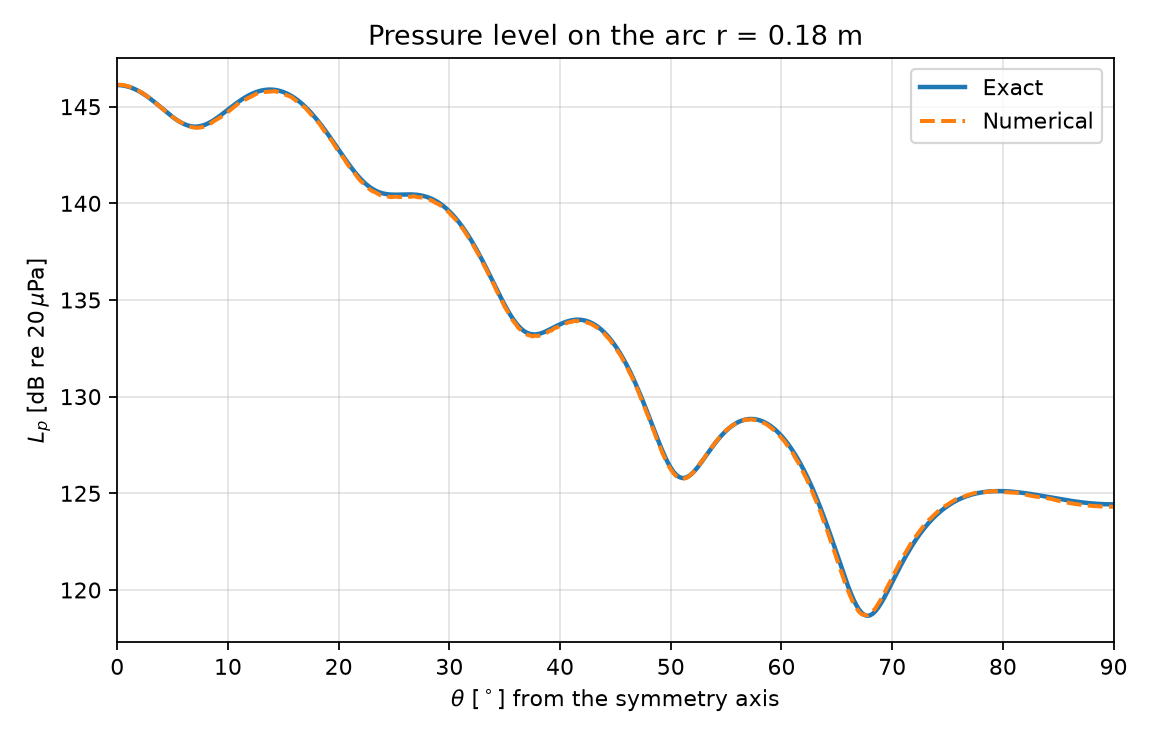 Pressure level on the arc r = 0.18 m
Exact
Numerical
145
140
135
130
125
120
L_p [dB re 20 μPa]
0 10 20 30 40 50 60 70 80 90
θ [°] from the symmetry axis